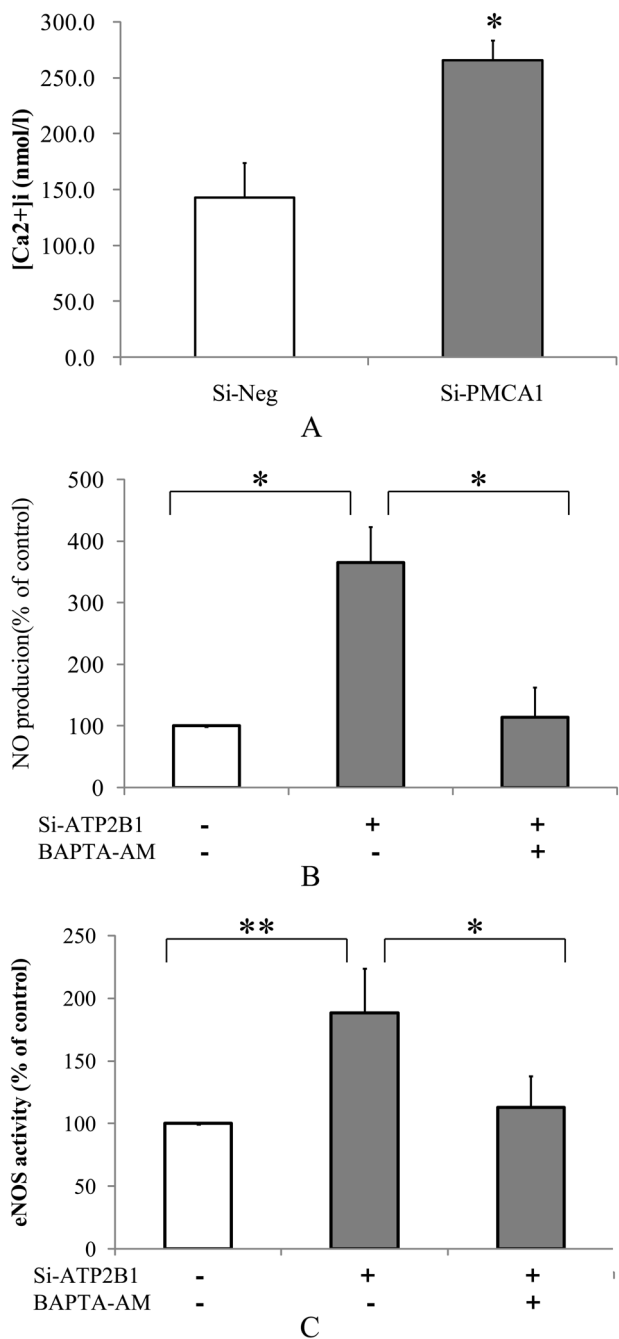 [Ca2+]i (nmol/l)
300.0
250.0
200.0
150.0
100.0
50.0
0.0
*
Si-Neg Si-PMCA1
A
NO producion(% of control)
500
400
300
200
100
0
* *
Si-ATP2B1 - + +
BAPTA-AM - - +
B
eNOS activity (% of control)
250
200
150
100
50
0
** *
Si-ATP2B1 - + +
BAPTA-AM - - +
C